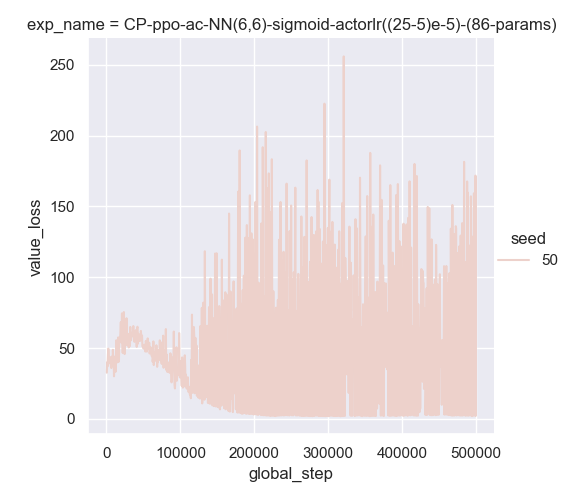 exp_name = CP-ppo-ac-NN(6,6)-sigmoid-actorlr((25-5)e-5)-(86-params)
250
200
150
100
50
0
value_loss
seed
50
0 100000 200000 300000 400000 500000
global_step